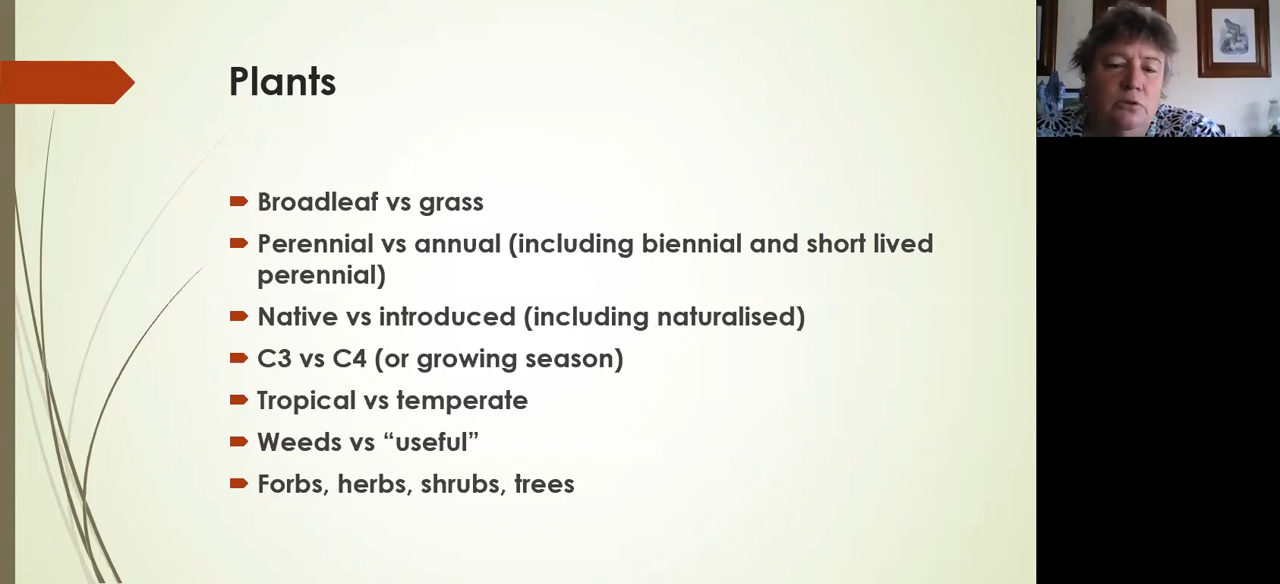 Plants
Broadleaf vs grass
Perennial vs annual (including biennial and short lived
perennial)
Native vs introduced (including naturalised)
C3 vs C4 (or growing season)
Tropical vs temperate
Weeds vs “useful”
Forbs, herbs, shrubs, trees